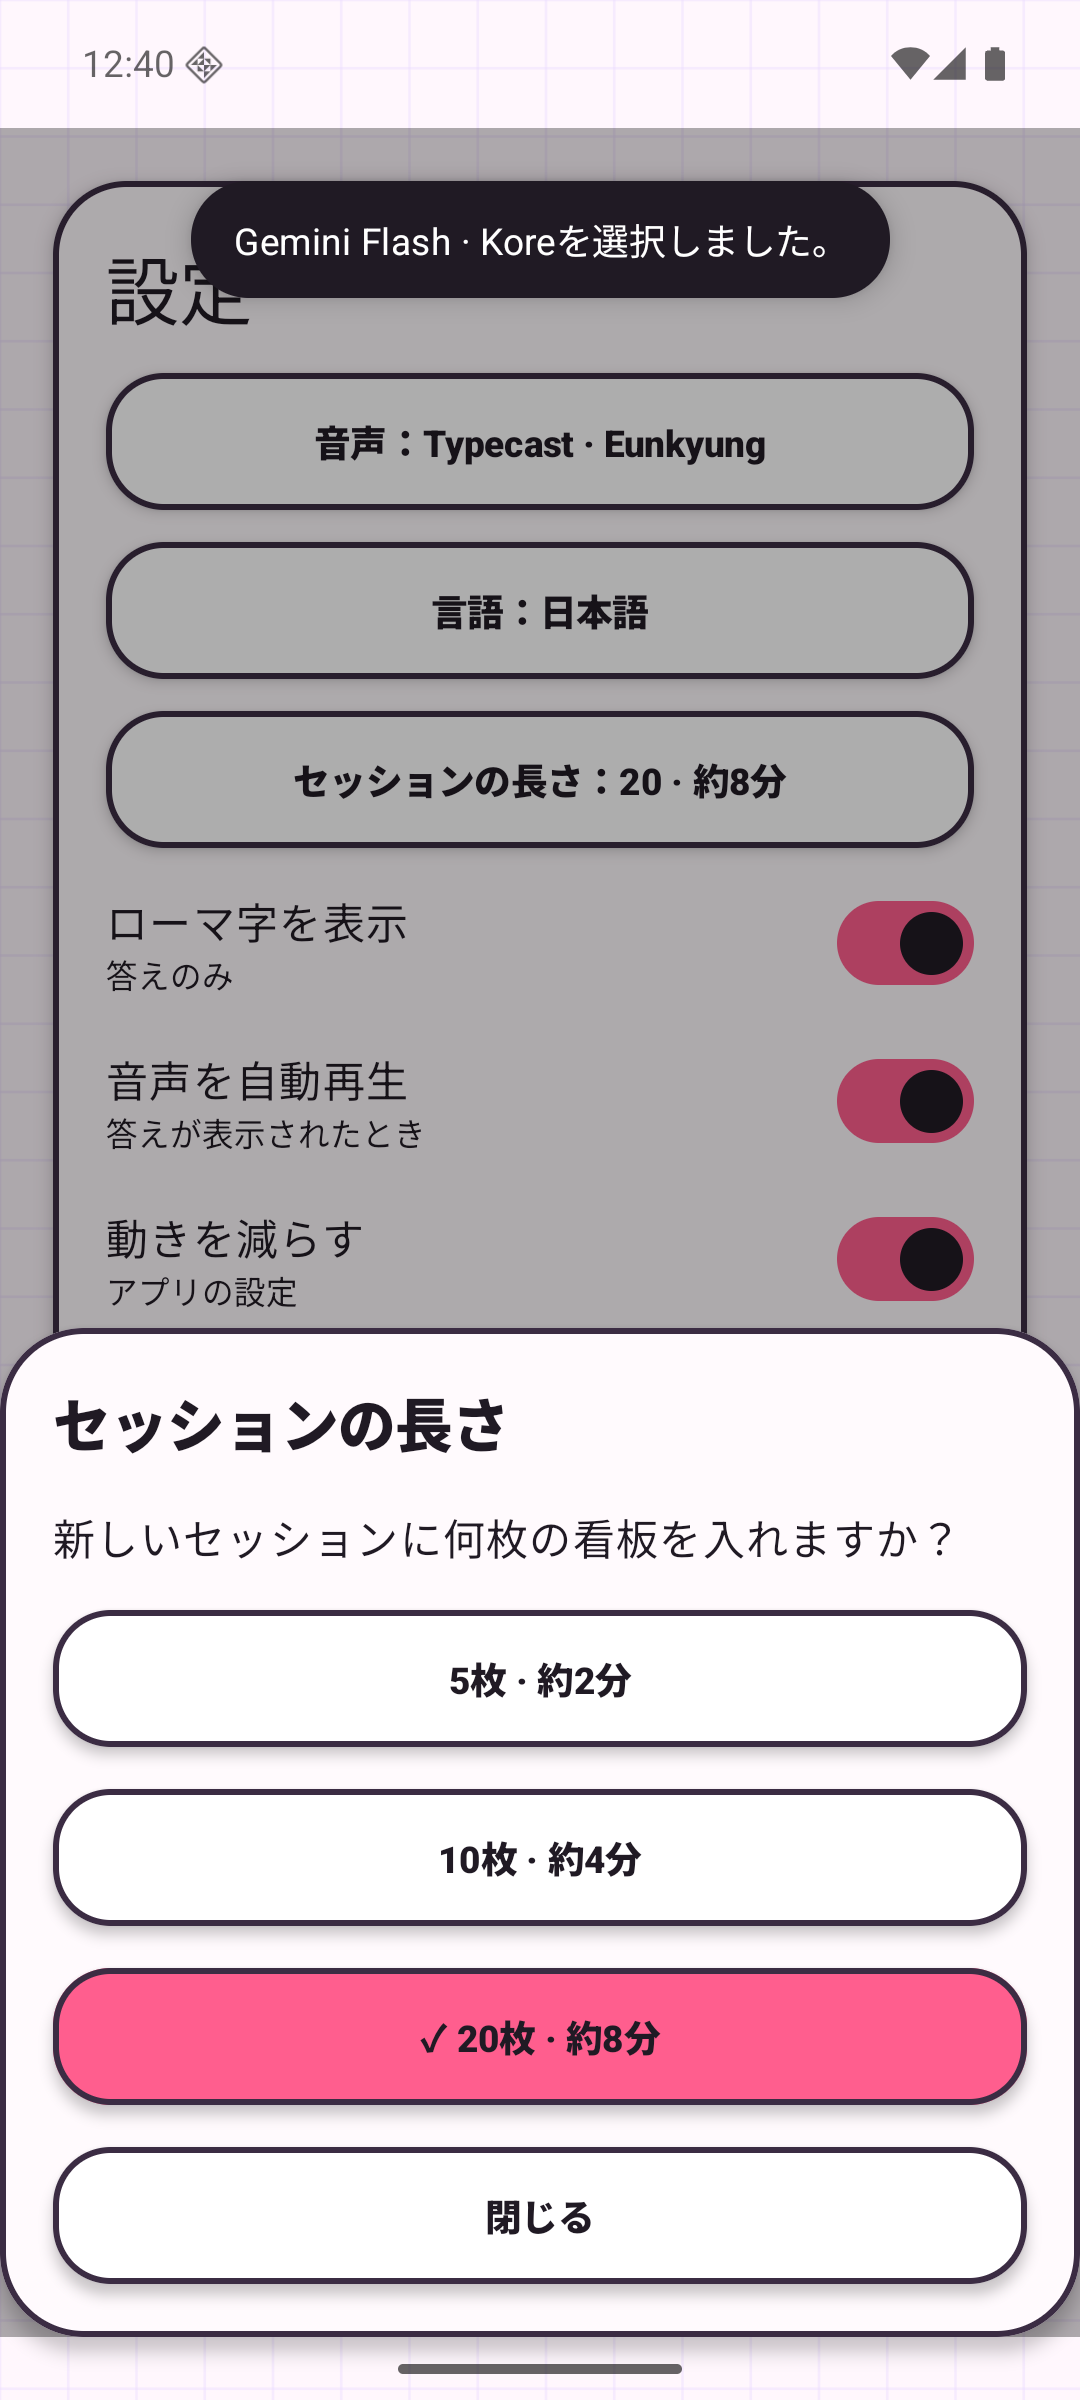 12:40
Gemini Flash · Koreを選択しました。
設定
音声：Typecast · Eunkyung
言語：日本語
セッションの長さ：20 · 約8分
ローマ字を表示
答えのみ
音声を自動再生
答えが表示されたとき
動きを減らす
アプリの設定
セッションの長さ
新しいセッションに何枚の看板を入れますか？
5枚 · 約2分
10枚 · 約4分
✓ 20枚 · 約8分
閉じる